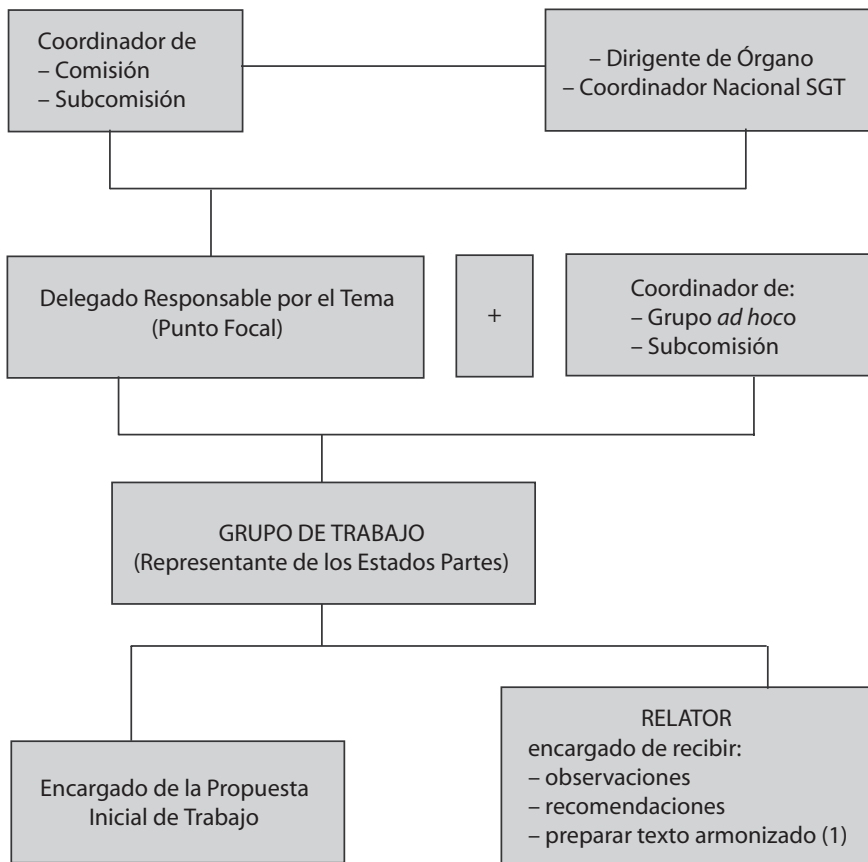 Coordinador de
– Comisión
– Subcomisión
– Dirigente de Órgano
– Coordinador Nacional SGT
Delegado Responsable por el Tema
(Punto Focal)
+
Coordinador de:
– Grupo ad hoco
– Subcomisión
GRUPO DE TRABAJO
(Representante de los Estados Partes)
Encargado de la Propuesta
Inicial de Trabajo
RELATOR
encargado de recibir:
– observaciones
– recomendaciones
– preparar texto armonizado (1)